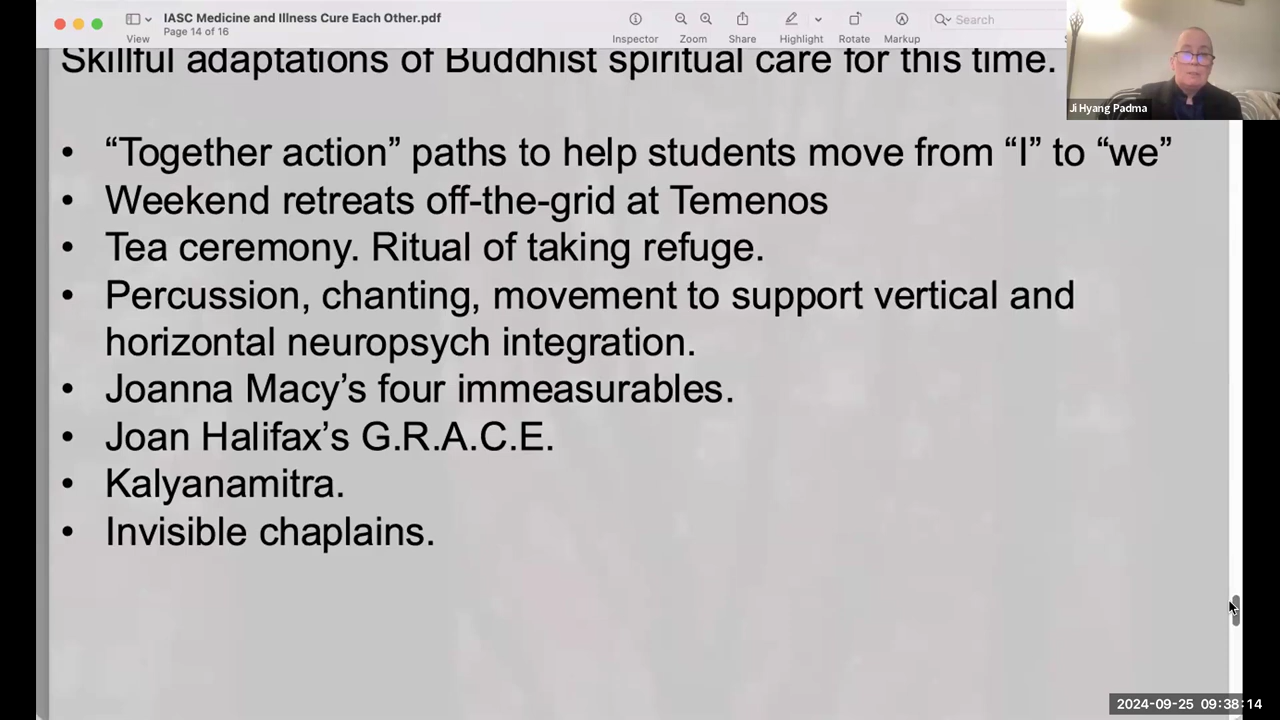 IASC Medicine and Illness Cure Each Other.pdf
Page 14 of 16
View
Inspector
Zoom
Share
Highlight
Rotate
Markup
Search
Ji Hyang Padma
Skillful adaptations of Buddhist spiritual care for this time.
• “Together action” paths to help students move from “I” to “we”
• Weekend retreats off-the-grid at Temenos
• Tea ceremony. Ritual of taking refuge.
• Percussion, chanting, movement to support vertical and
horizontal neuropsych integration.
• Joanna Macy’s four immeasurables.
• Joan Halifax’s G.R.A.C.E.
• Kalyanamitra.
• Invisible chaplains.
2024-09-25 09:38:14